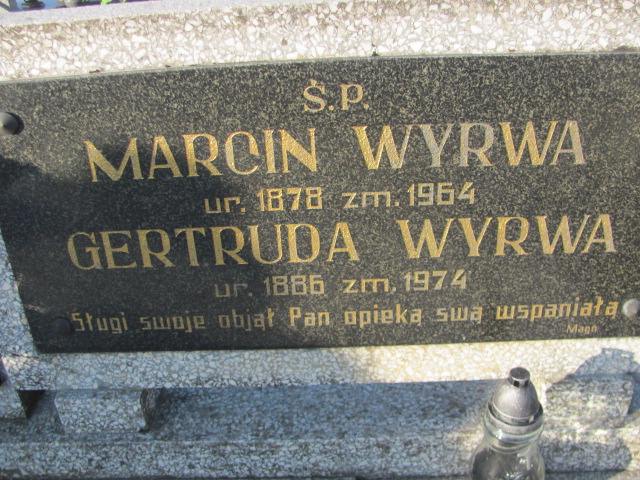 Ś.P.
MARCIN WYRWA
ur. 1878 zm. 1964
GERTRUDA WYRWA
ur. 1886 zm. 1974
Sługi swoje objął Pan opieką swą wspaniałą
Magn